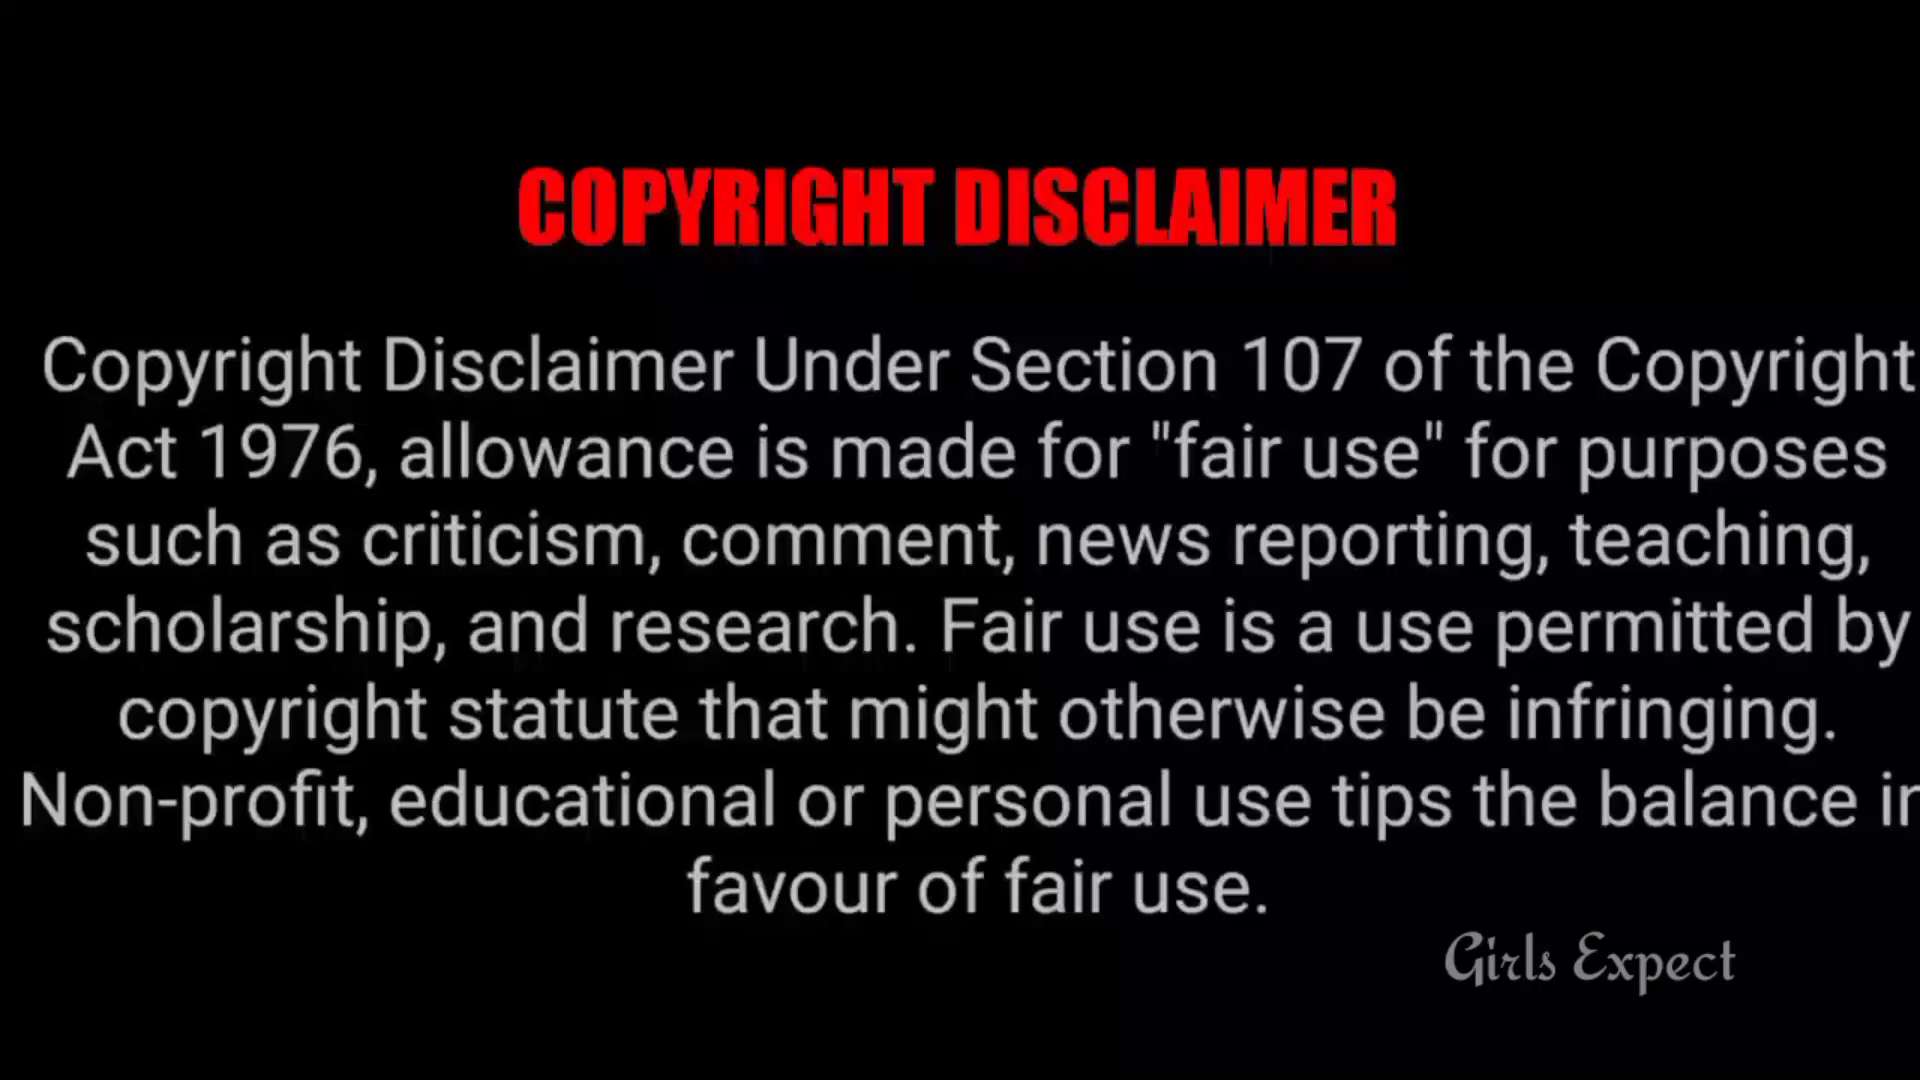 COPYRIGHT DISCLAIMER
Copyright Disclaimer Under Section 107 of the Copyright
Act 1976, allowance is made for "fair use" for purposes
such as criticism, comment, news reporting, teaching,
scholarship, and research. Fair use is a use permitted by
copyright statute that might otherwise be infringing.
Non-profit, educational or personal use tips the balance in
favour of fair use.
Girls Expect